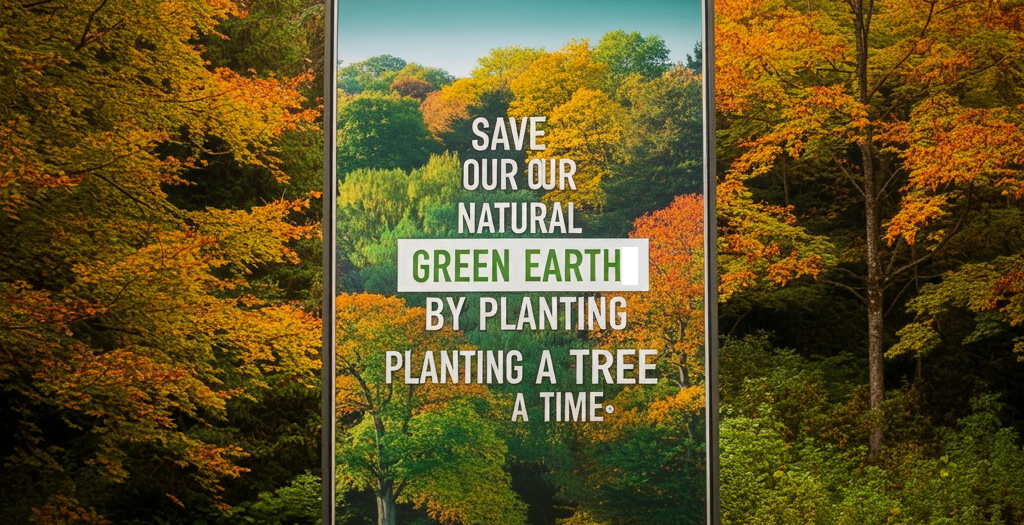 SAVE
OUR OUR
NATURAL
GREEN EARTH
BY PLANTING
PLANTING A TREE
A TIME.